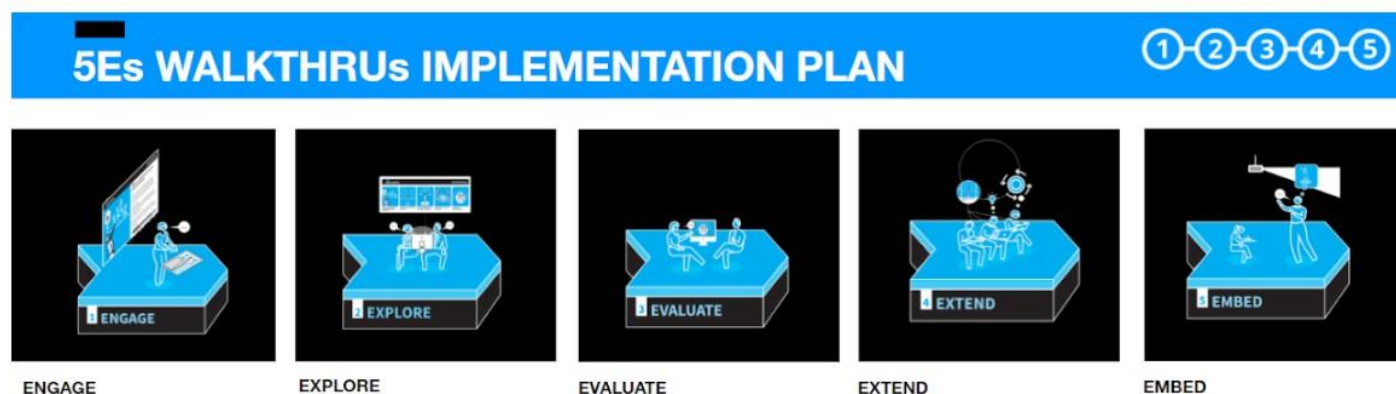 5Es WALKTHRUs IMPLEMENTATION PLAN
1 2 3 4 5
1 ENGAGE
2 EXPLORE
3 EVALUATE
4 EXTEND
5 EMBED
ENGAGE
EXPLORE
EVALUATE
EXTEND
EMBED